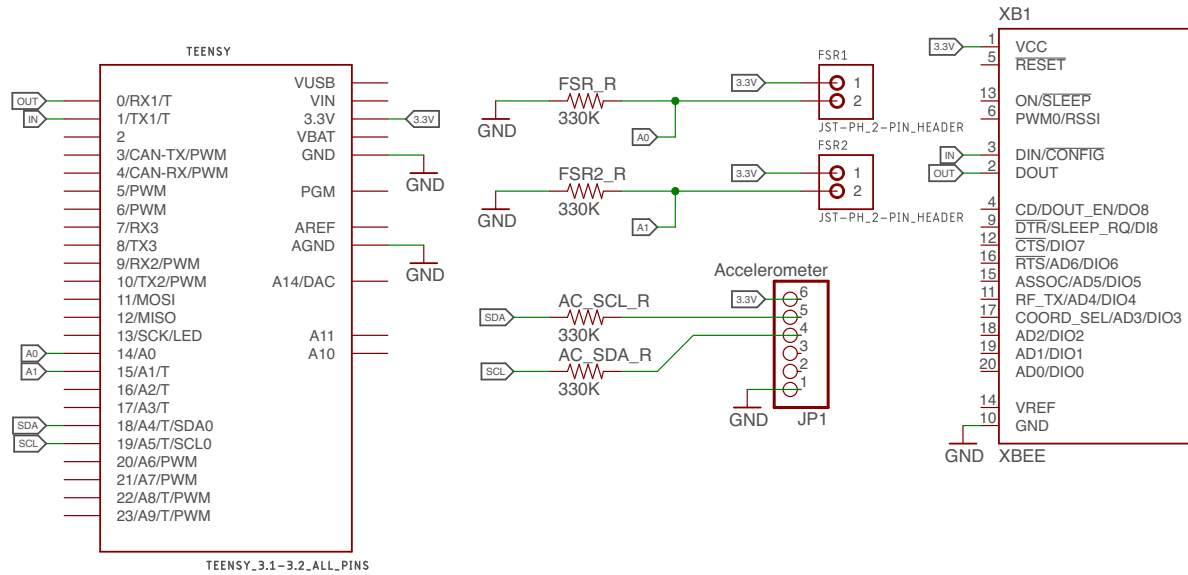 TEENSY
OUT
IN
0/RX1/T
1/TX1/T
2
3/CAN-TX/PWM
4/CAN-RX/PWM
5/PWM
6/PWM
7/RX3
8/TX3
9/RX2/PWM
10/TX2/PWM
11/MOSI
12/MISO
13/SCK/LED
A0
14/A0
A1
15/A1/T
16/A2/T
17/A3/T
SDA
18/A4/T/SDA0
SCL
19/A5/T/SCL0
20/A6/PWM
21/A7/PWM
22/A8/T/PWM
23/A9/T/PWM
VUSB
VIN
3.3V
3.3V
VBAT
GND
GND
PGM
AREF
AGND
GND
A14/DAC
A11
A10
TEENSY_3.1-3.2_ALL_PINS
FSR1
FSR_R
330K
GND
A0
3.3V
1
2
JST-PH_2-PIN_HEADER
FSR2
FSR2_R
330K
GND
A1
3.3V
1
2
JST-PH_2-PIN_HEADER
Accelerometer
3.3V
SDA
AC_SCL_R
330K
SCL
AC_SDA_R
330K
6
5
4
3
2
1
GND
JP1
XB1
3.3V
1 VCC
5 RESET
13 ON/SLEEP
6 PWM0/RSSI
IN
3 DIN/CONFIG
OUT
2 DOUT
4 CD/DOUT_EN/DO8
9 DTR/SLEEP_RQ/DI8
12 CTS/DIO7
16 RTS/AD6/DIO6
15 ASSOC/AD5/DIO5
11 RF_TX/AD4/DIO4
17 COORD_SEL/AD3/DIO3
18 AD2/DIO2
19 AD1/DIO1
20 AD0/DIO0
14 VREF
10 GND
GND
XBEE